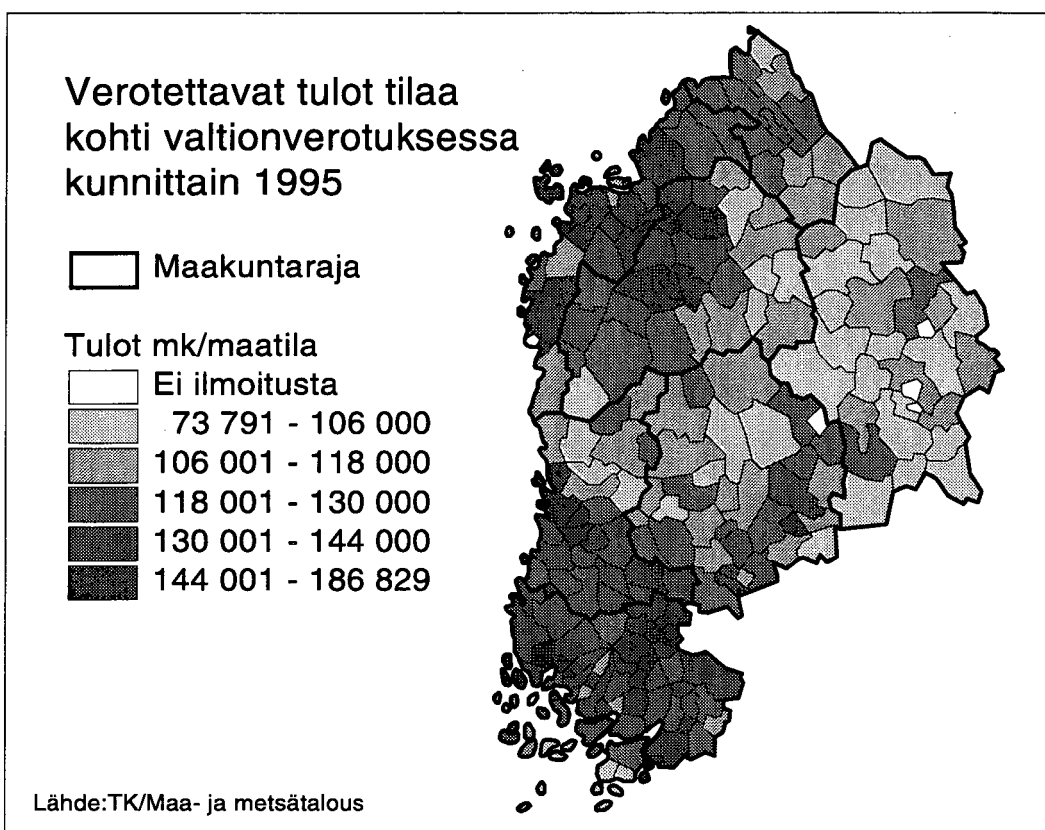 Verotettavat tulot tilaa
kohti valtionverotuksessa
kunnittain 1995
Maakuntaraja
Tulot mk/maatila
Ei ilmoitusta
73 791 - 106 000
106 001 - 118 000
118 001 - 130 000
130 001 - 144 000
144 001 - 186 829
Lähde:TK/Maa- ja metsätalous